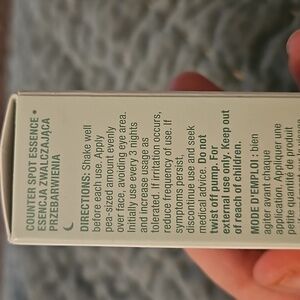 COUNTER SPOT ESSENCE •
ESENCJA ZWALCZAJĄCA
PRZEBARWIENIA
DIRECTIONS: Shake well
before each use. Apply
pea-sized amount evenly
over face, avoiding eye area.
Initially use every 3 nights
and increase usage as
tolerated. If irritation occurs,
reduce frequency of use. If
symptoms persist,
discontinue use and seek
medical advice. Do not
twist off pump. For
external use only. Keep out
of reach of children.
MODE D'EMPLOI : bien
agiter avant chaque
application. Appliquer une
petite quantité de produit